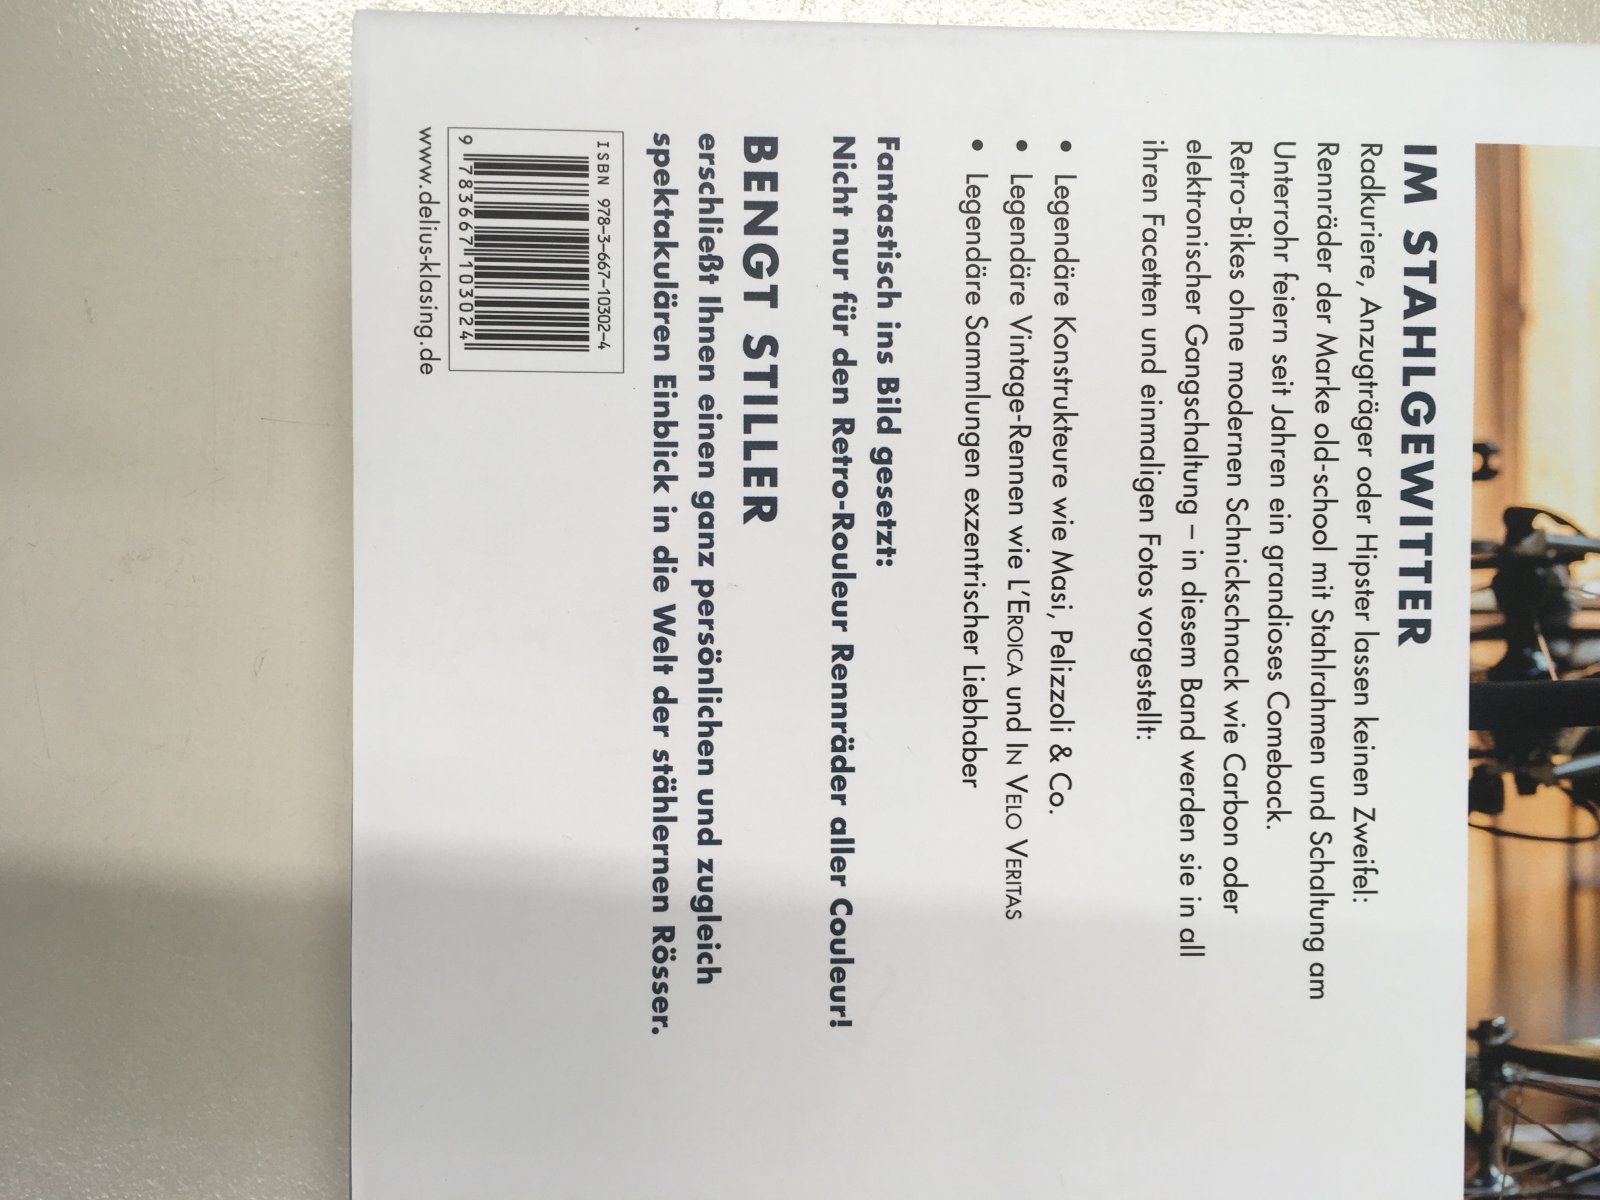 IM STAHLGEWITTER
Radkuriere, Anzugträger oder Hipster lassen keinen Zweifel:
Rennräder der Marke old-school mit Stahlrahmen und Schaltung am
Unterrohr feiern seit Jahren ein grandioses Comeback.
Retro-Bikes ohne modernen Schnickschnack wie Carbon oder
elektronischer Gangschaltung – in diesem Band werden sie in all
ihren Facetten und einmaligen Fotos vorgestellt:
• Legendäre Konstrukteure wie Masi, Pelizzoli & Co.
• Legendäre Vintage-Rennen wie L'EROICA und IN VELO VERITAS
• Legendäre Sammlungen exzentrischer Liebhaber
Fantastisch ins Bild gesetzt:
Nicht nur für den Retro-Rouleur Rennräder aller Couleur!
BENGT STILLER
erschließt Ihnen einen ganz persönlichen und zugleich
spektakulären Einblick in die Welt der stählernen Rösser.
ISBN 978-3-667-10302-4
9 783667 103024
www.delius-klasing.de